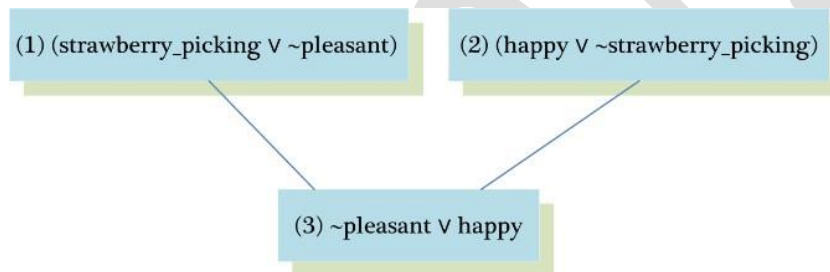 (1) (strawberry_picking ∨ ~pleasant)
(2) (happy ∨ ~strawberry_picking)
(3) ~pleasant ∨ happy